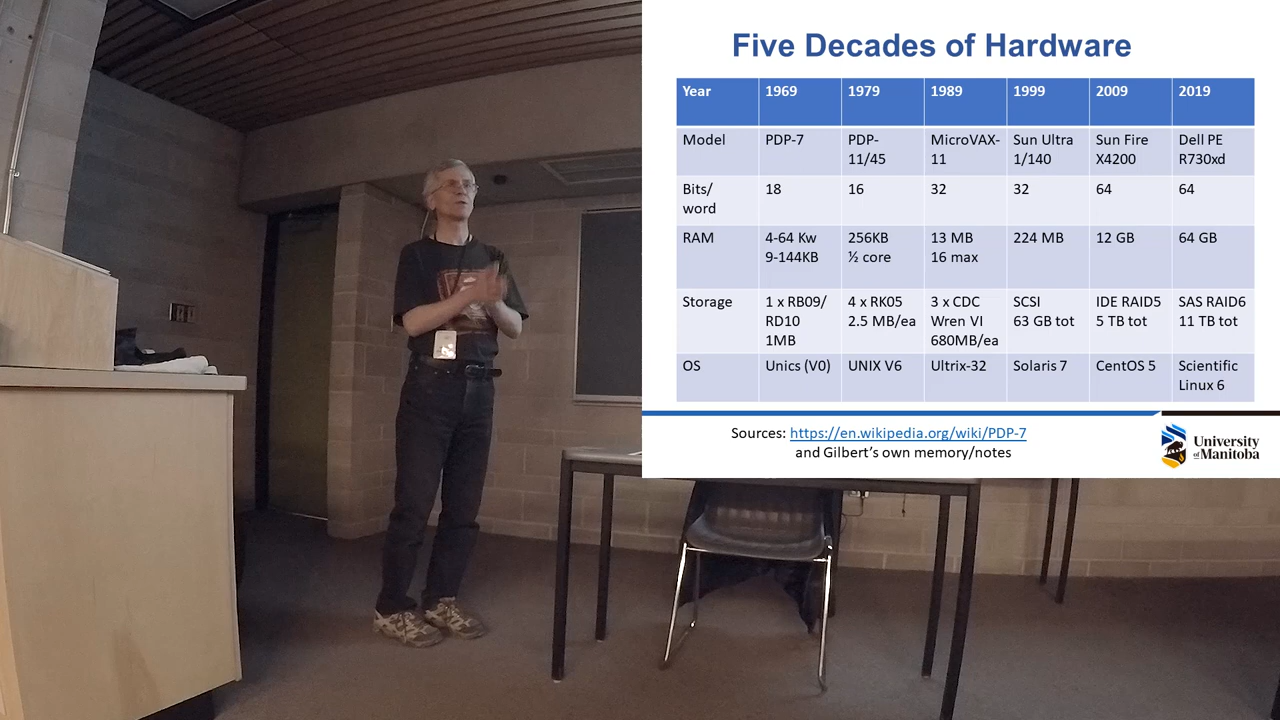 Five Decades of Hardware
Year 1969 1979 1989 1999 2009 2019
Model PDP-7 PDP- MicroVAX- Sun Ultra Sun Fire Dell PE
11/45 11 1/140 X4200 R730xd
Bits/ 18 16 32 32 64 64
word
RAM 4-64 Kw 256KB 13 MB 224 MB 12 GB 64 GB
9-144KB ½ core 16 max
Storage 1 x RB09/ 4 x RK05 3 x CDC SCSI IDE RAID5 SAS RAID6
RD10 2.5 MB/ea Wren VI 63 GB tot 5 TB tot 11 TB tot
1MB 680MB/ea
OS Unics (V0) UNIX V6 Ultrix-32 Solaris 7 CentOS 5 Scientific
Linux 6
Sources: https://en.wikipedia.org/wiki/PDP-7
and Gilbert's own memory/notes
University
of Manitoba